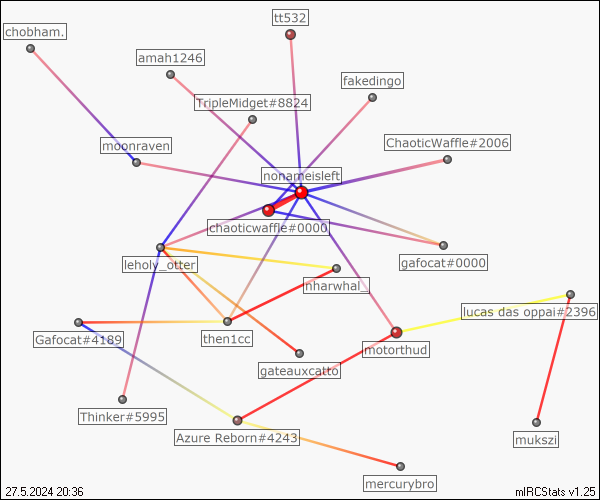 tt532
chobham.
amah1246
fakedingo
TripleMidget#8824
ChaoticWaffle#2006
moonraven
nonameisleft
chaoticwaffle#0000
leholy_otter
gafocat#0000
nharwhal_
lucas das oppai#2396
Gafocat#4189
then1cc
motorthud
gateauxcatto
Thinker#5995
Azure Reborn#4243
mukszi
mercurybro
27.5.2024 20:36
mIRCStats v1.25